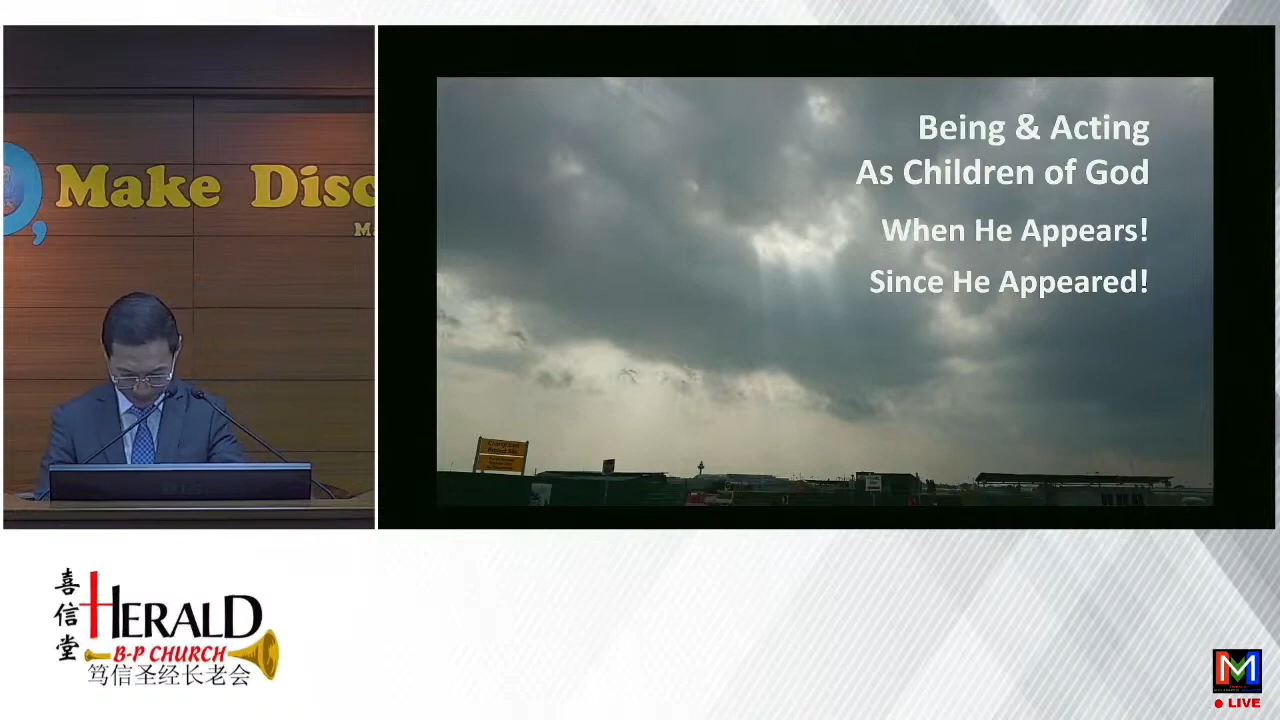 Make Disc
Ma
Being & Acting
As Children of God
When He Appears!
Since He Appeared!
喜信堂
HERALD
B-P CHURCH
笃信圣经长老会
M
LIVE